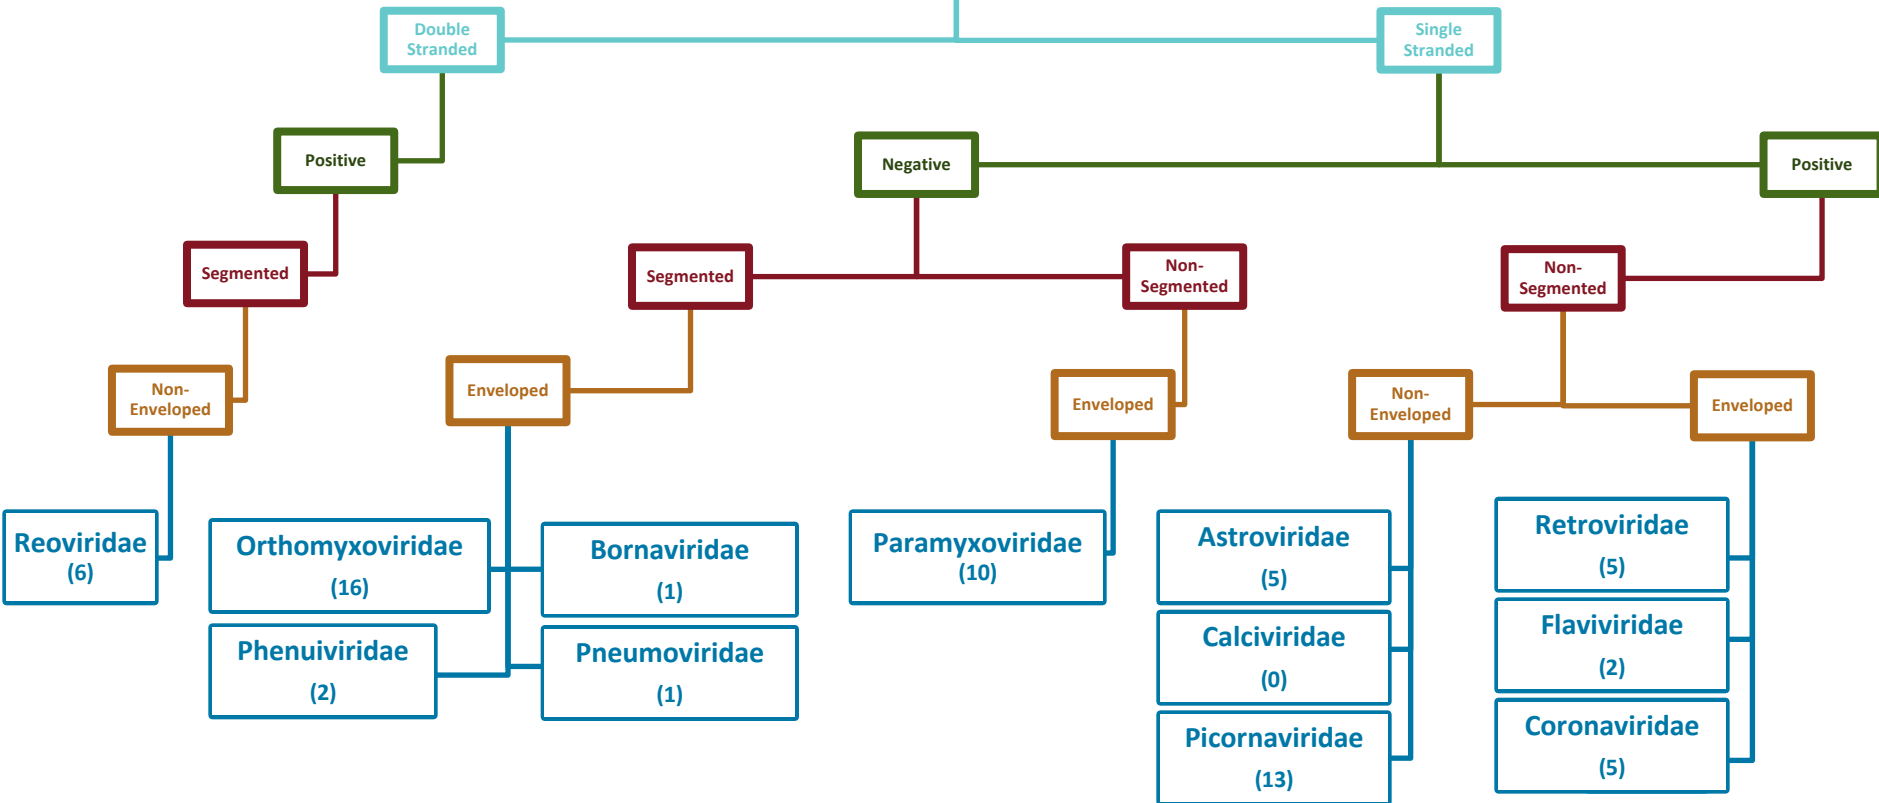 Double
Stranded
Single
Stranded
Positive
Negative
Positive
Segmented
Segmented
Non-
Segmented
Non-
Segmented
Non-
Enveloped
Enveloped
Enveloped
Non-
Enveloped
Enveloped
Reoviridae
(6)
Orthomyxoviridae
(16)
Bornaviridae
(1)
Phenuiviridae
(2)
Pneumoviridae
(1)
Paramyxoviridae
(10)
Astroviridae
(5)
Calciviridae
(0)
Picornaviridae
(13)
Retroviridae
(5)
Flaviviridae
(2)
Coronaviridae
(5)